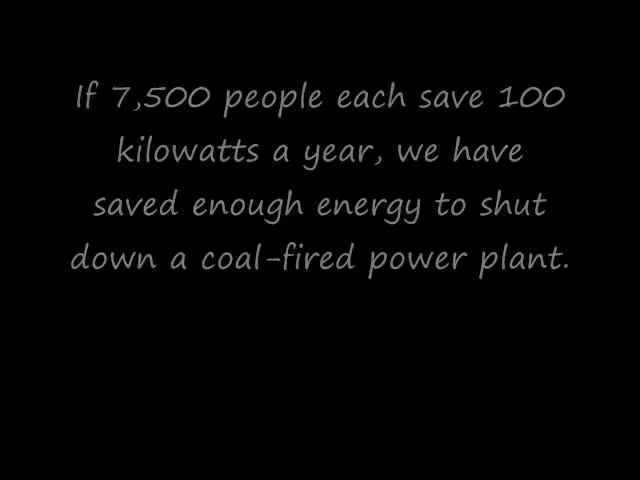 If 7,500 people each save 100
kilowatts a year, we have
saved enough energy to shut
down a coal-fired power plant.